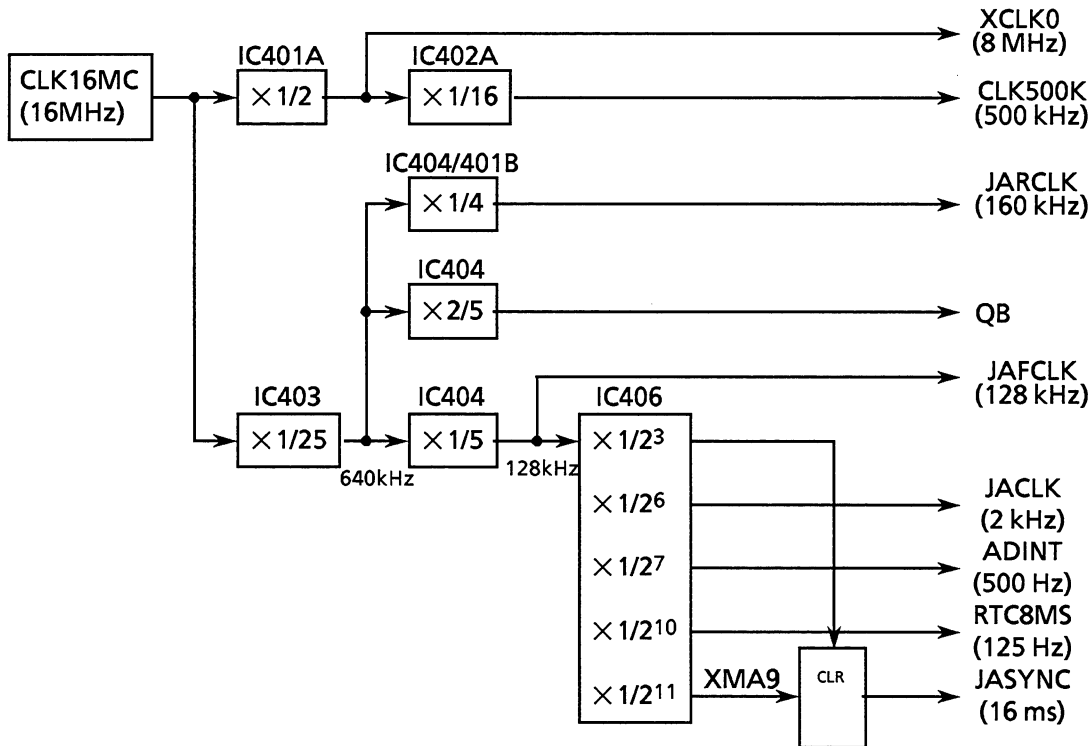 XCLK0
(8 MHz)
CLK16MC
(16MHz)
IC401A
× 1/2
IC402A
× 1/16
CLK500K
(500 kHz)
IC404/401B
× 1/4
JARCLK
(160 kHz)
IC404
× 2/5
QB
JAFCLK
(128 kHz)
IC403
× 1/25
640kHz
IC404
× 1/5
128kHz
IC406
× 1/2³
× 1/2⁶
× 1/2⁷
× 1/2¹⁰
× 1/2¹¹
JACLK
(2 kHz)
ADINT
(500 Hz)
RTC8MS
(125 Hz)
XMA9
CLR
JASYNC
(16 ms)